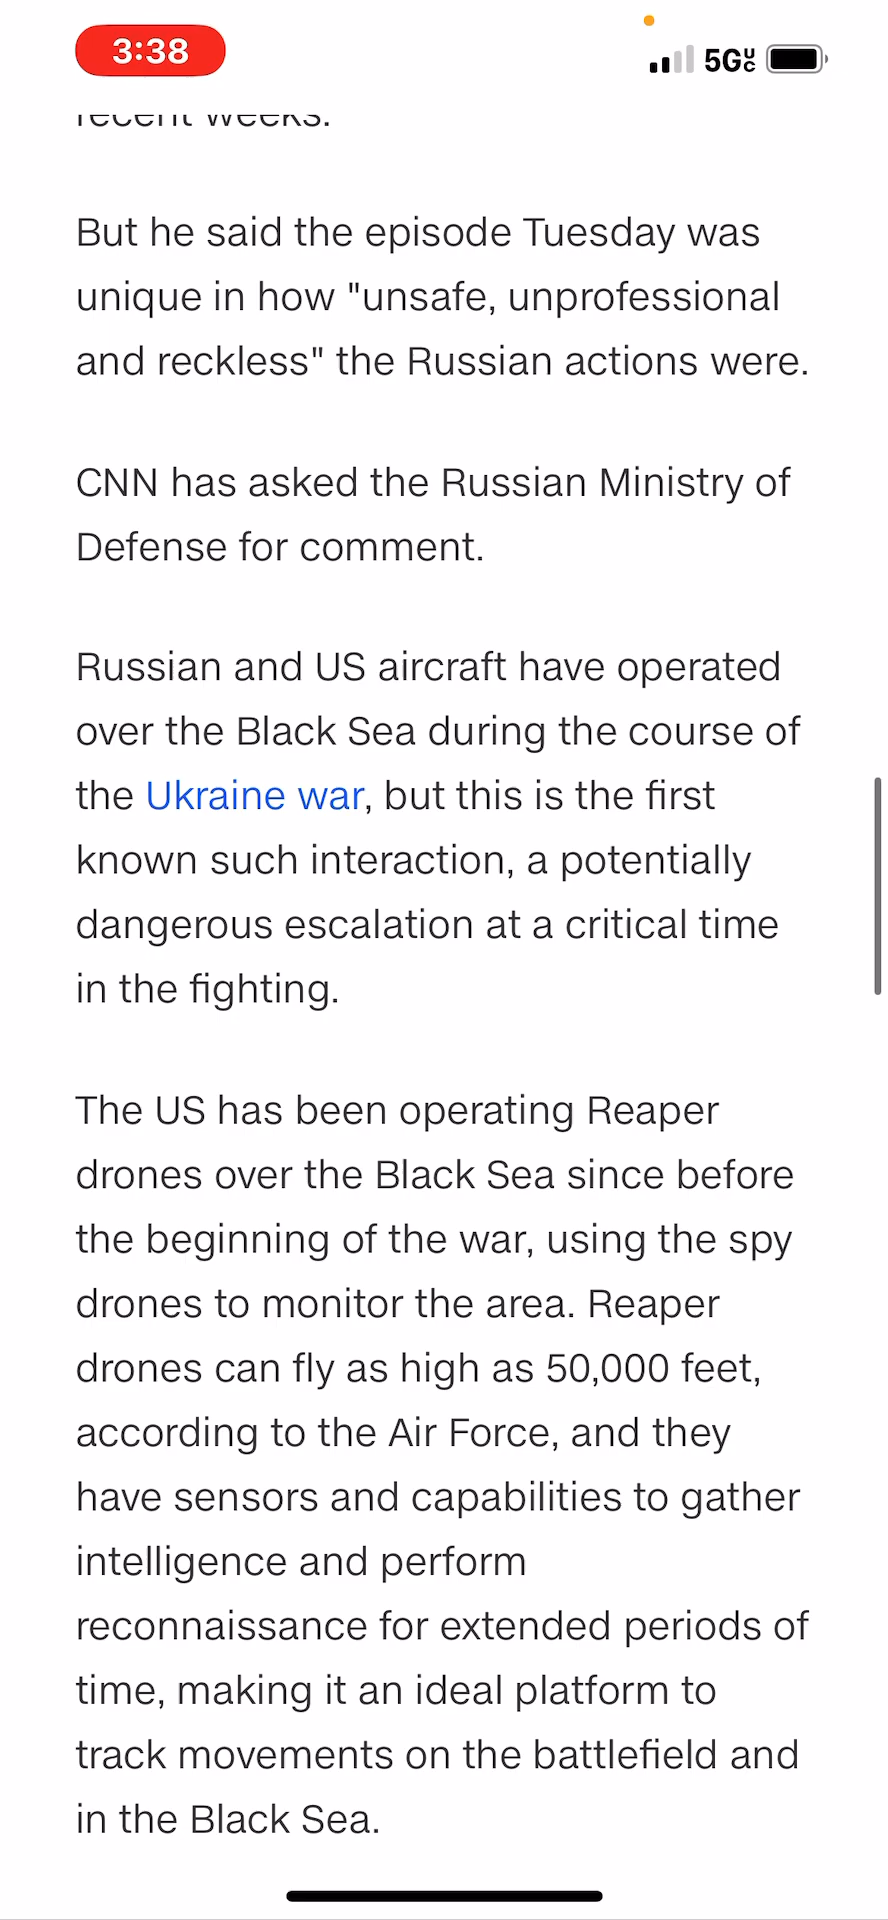 3:38
5G UC
recent weeks.
But he said the episode Tuesday was
unique in how "unsafe, unprofessional
and reckless" the Russian actions were.
CNN has asked the Russian Ministry of
Defense for comment.
Russian and US aircraft have operated
over the Black Sea during the course of
the Ukraine war, but this is the first
known such interaction, a potentially
dangerous escalation at a critical time
in the fighting.
The US has been operating Reaper
drones over the Black Sea since before
the beginning of the war, using the spy
drones to monitor the area. Reaper
drones can fly as high as 50,000 feet,
according to the Air Force, and they
have sensors and capabilities to gather
intelligence and perform
reconnaissance for extended periods of
time, making it an ideal platform to
track movements on the battlefield and
in the Black Sea.